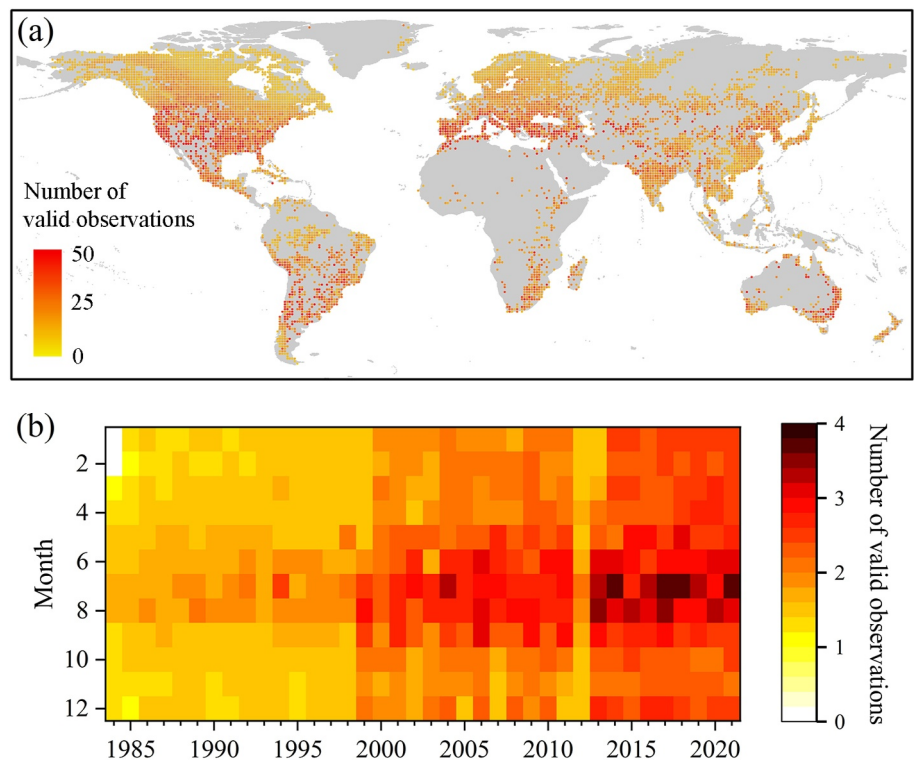 (a)
Number of
valid observations
50
25
0
(b)
Month
2
4
6
8
10
12
1985 1990 1995 2000 2005 2010 2015 2020
4
3
2
1
0
Number of valid observations